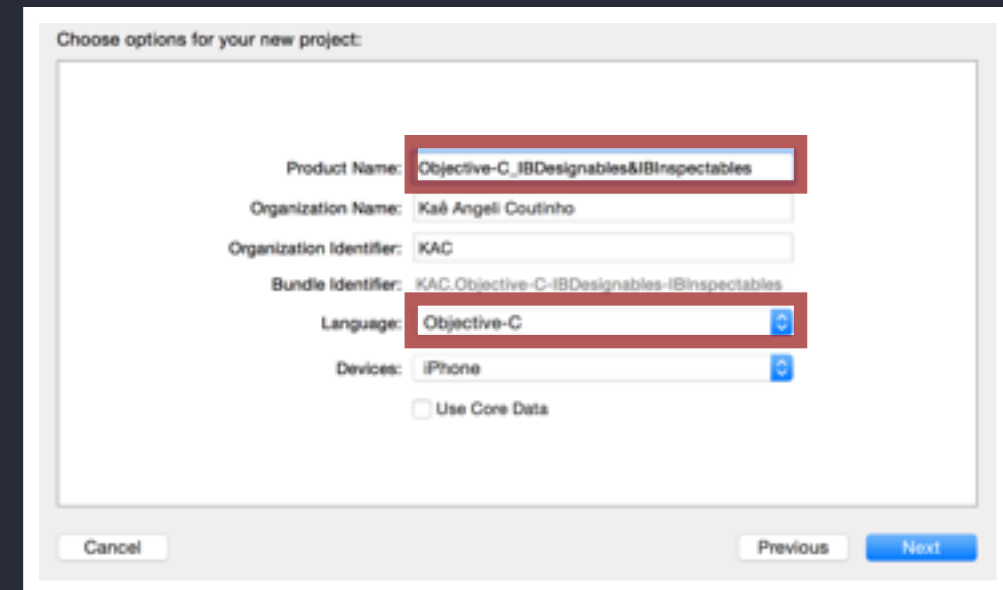 Choose options for your new project:
Product Name: Objective-C_IBDesignables&IBInspectables
Organization Name: Kaê Angeli Coutinho
Organization Identifier: KAC
Bundle Identifier: KAC.Objective-C-IBDesignables-IBInspectables
Language: Objective-C
Devices: iPhone
Use Core Data
Cancel Previous Next